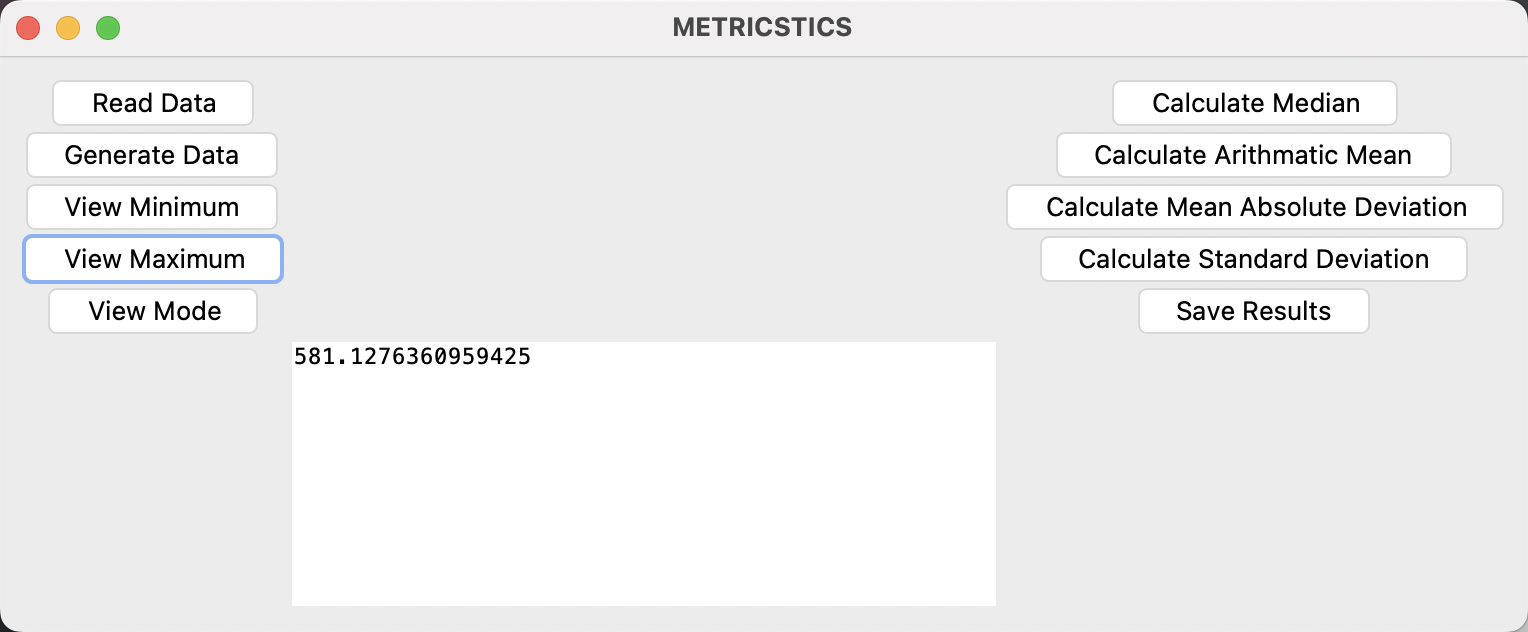 METRICSTICS
Read Data
Generate Data
View Minimum
View Maximum
View Mode
Calculate Median
Calculate Arithmatic Mean
Calculate Mean Absolute Deviation
Calculate Standard Deviation
Save Results
581.1276360959425